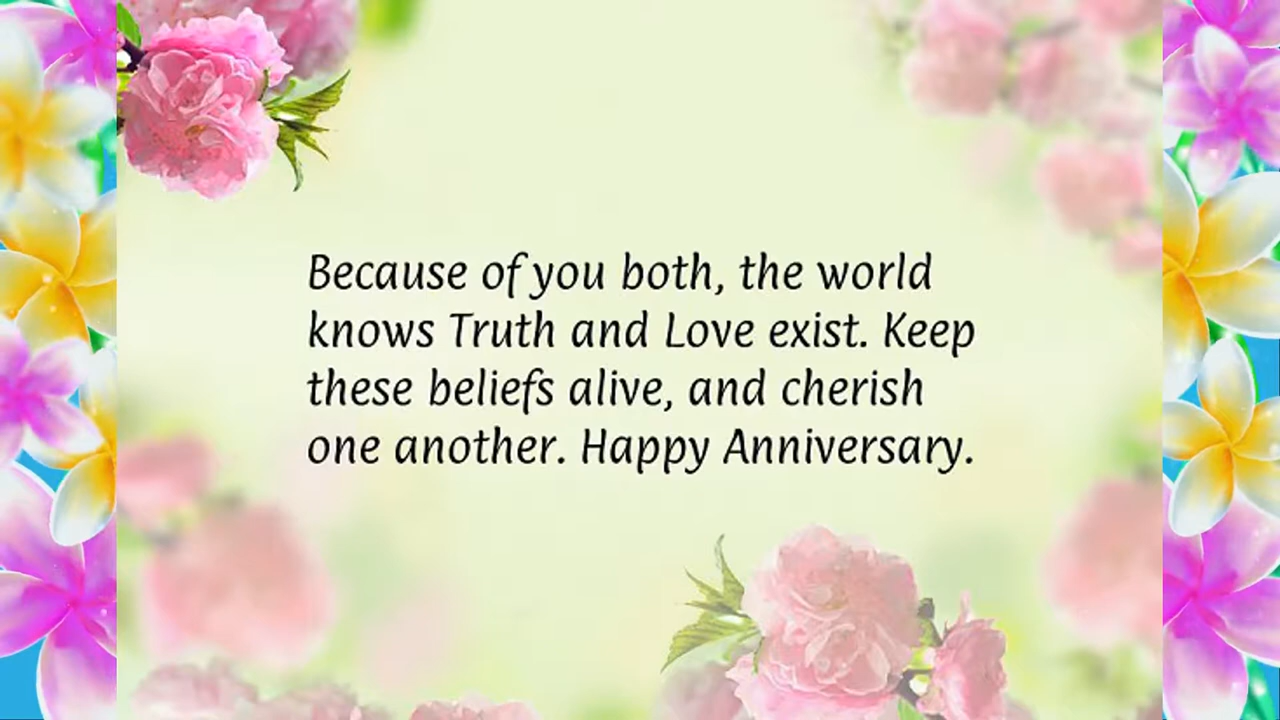 Because of you both, the world
knows Truth and Love exist. Keep
these beliefs alive, and cherish
one another. Happy Anniversary.